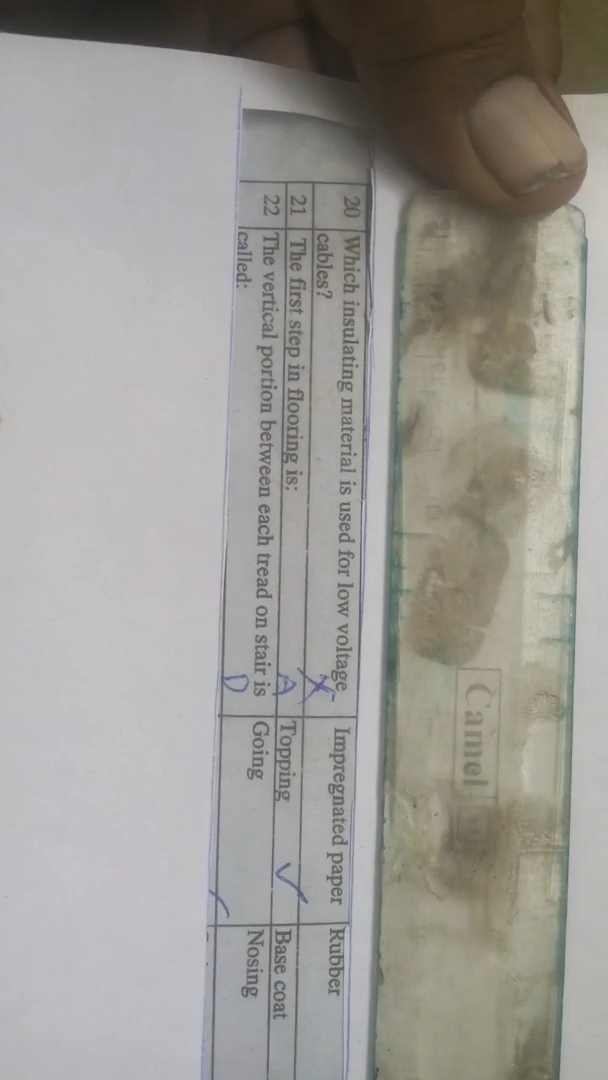 Camel
20 Which insulating material is used for low voltage Impregnated paper Rubber
cables?
21 The first step in flooring is: A Topping Base coat
22 The vertical portion between each tread on stair is Going Nosing
called: D